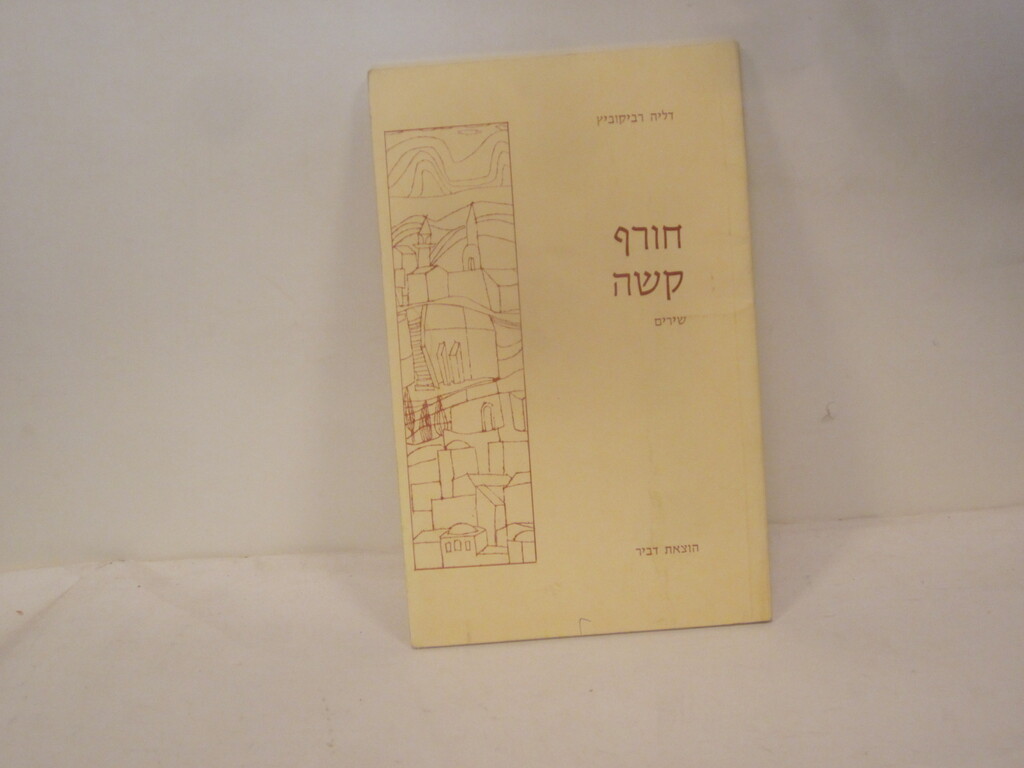 דליה רביקוביץ
חורף
קשה
שירים
הוצאת דביר